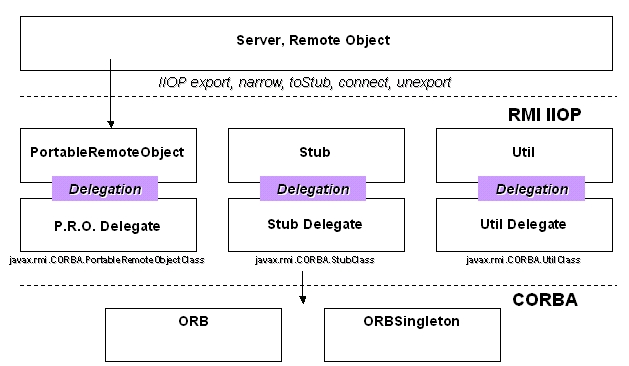 Server, Remote Object
IIOP export, narrow, toStub, connect, unexport
RMI IIOP
PortableRemoteObject
Stub
Util
Delegation
Delegation
Delegation
P.R.O. Delegate
Stub Delegate
Util Delegate
javax.rmi.CORBA.PortableRemoteObjectClass
javax.rmi.CORBA.StubClass
javax.rmi.CORBA.UtilClass
CORBA
ORB
ORBSingleton